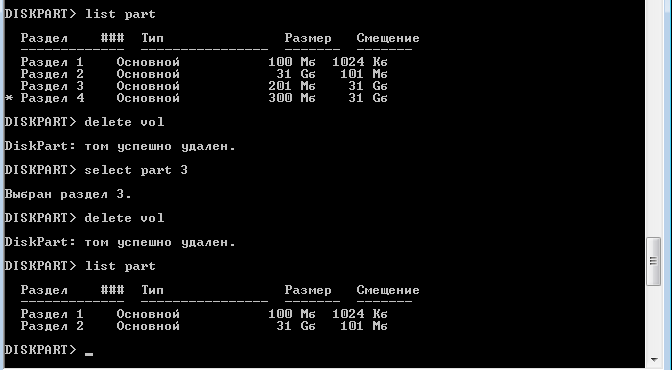 DISKPART> list part
Раздел ### Тип Размер Смещение
------------- ---------------- ------- -------
Раздел 1 Основной 100 Мб 1024 Кб
Раздел 2 Основной 31 Gб 101 Мб
Раздел 3 Основной 201 Мб 31 Gб
* Раздел 4 Основной 300 Мб 31 Gб
DISKPART> delete vol
DiskPart: том успешно удален.
DISKPART> select part 3
Выбран раздел 3.
DISKPART> delete vol
DiskPart: том успешно удален.
DISKPART> list part
Раздел ### Тип Размер Смещение
------------- ---------------- ------- -------
Раздел 1 Основной 100 Мб 1024 Кб
Раздел 2 Основной 31 Gб 101 Мб
DISKPART> _